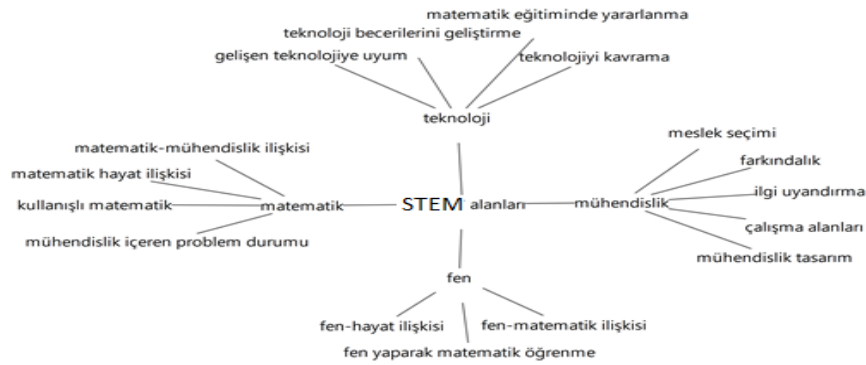 matematik eğitiminde yararlanma
teknoloji becerilerini geliştirme
gelişen teknolojiye uyum
teknolojiyi kavrama
teknoloji
meslek seçimi
matematik-mühendislik ilişkisi
farkındalık
matematik hayat ilişkisi
ilgi uyandırma
kullanışlı matematik
matematik
STEM alanları
mühendislik
çalışma alanları
mühendislik içeren problem durumu
mühendislik tasarım
fen
fen-hayat ilişkisi
fen-matematik ilişkisi
fen yaparak matematik öğrenme